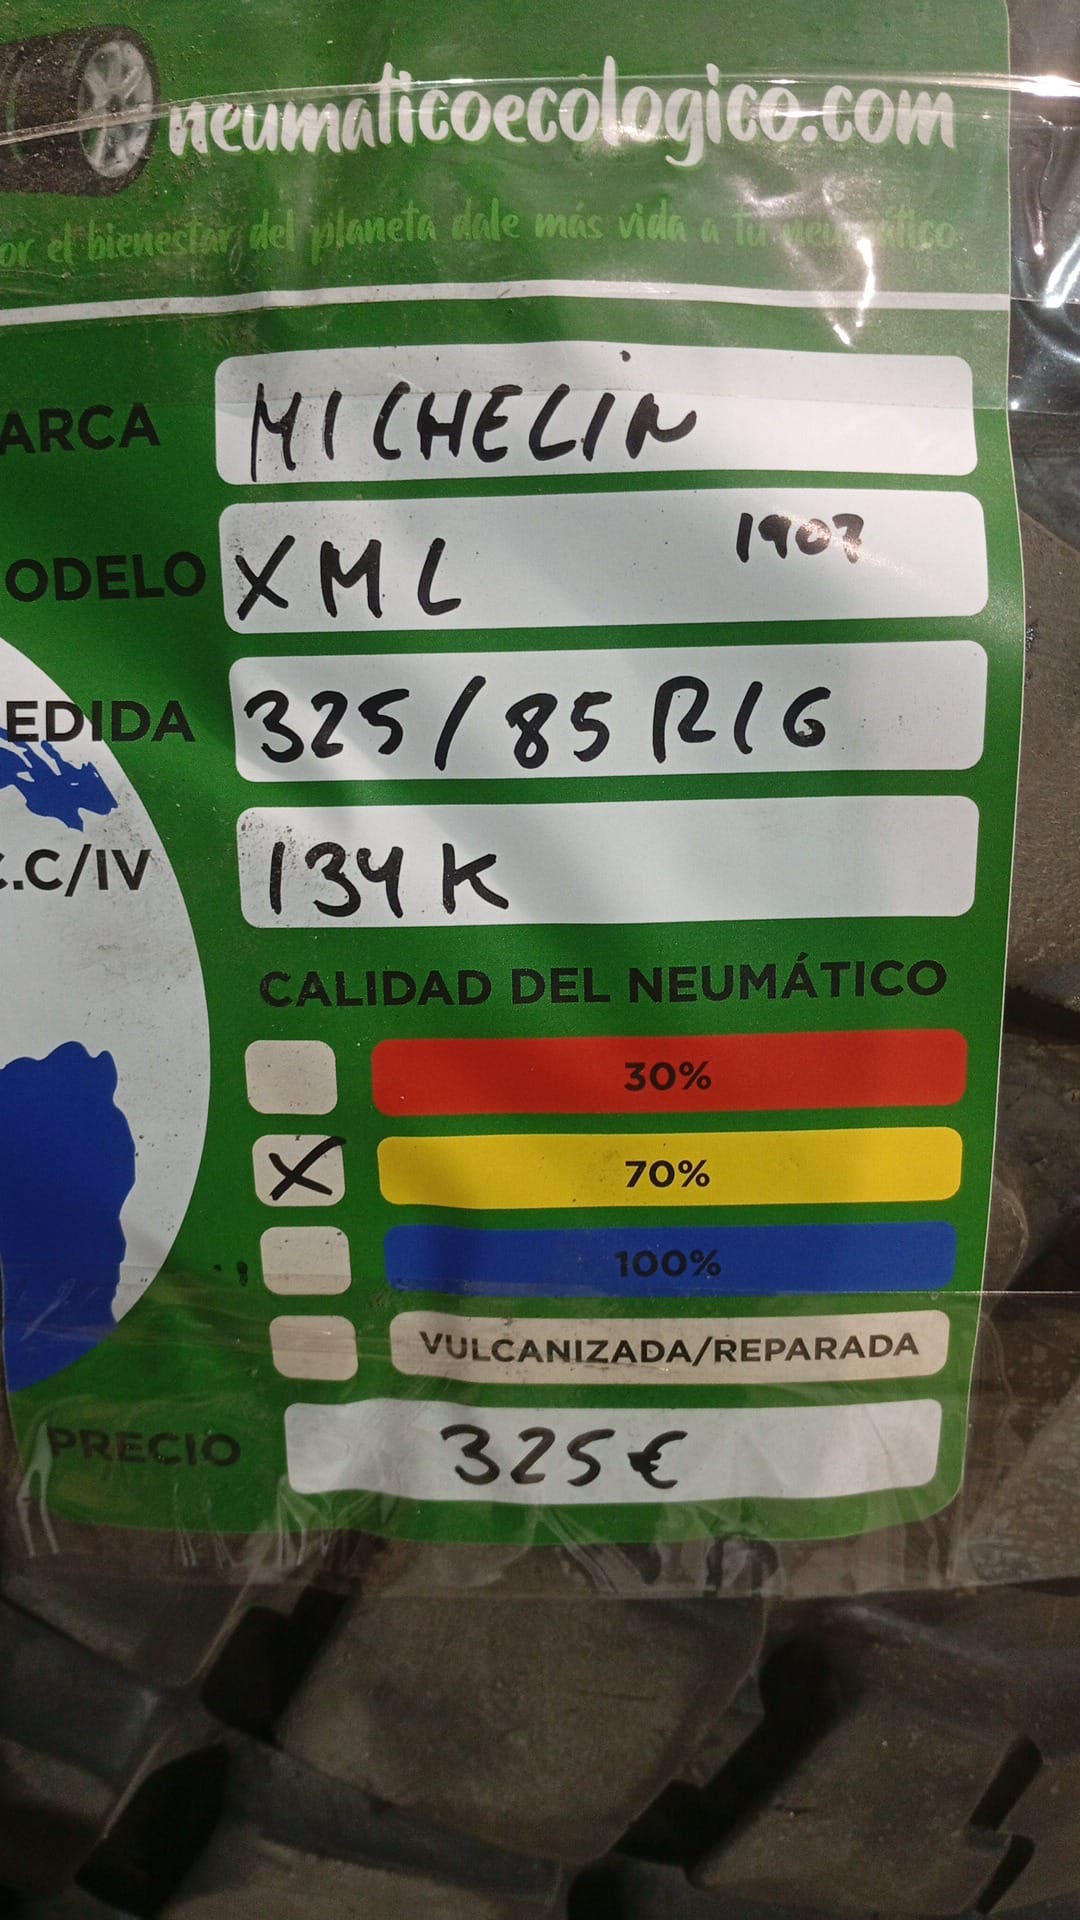 neumaticoecologico.com
or el bienestar del planeta dale más vida a tu neumático
ARCA MICHELIN
ODELO XML 1907
EDIDA 325/85 R16
.C/IV 134K
CALIDAD DEL NEUMÁTICO
30%
X 70%
100%
VULCANIZADA/REPARADA
PRECIO 325€